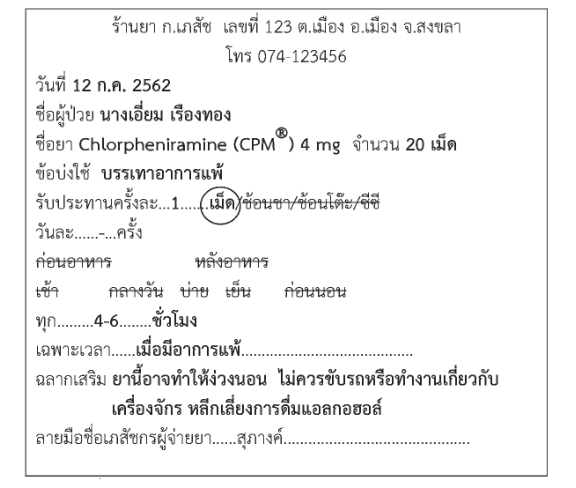 ร้านยา ก.เภสัช เลขที่ 123 ต.เมือง อ.เมือง จ.สงขลา
โทร 074-123456
วันที่ 12 ก.ค. 2562
ชื่อผู้ป่วย นางเอี่ยม เรืองทอง
ชื่อยา Chlorpheniramine (CPM®) 4 mg จำนวน 20 เม็ด
ข้อบ่งใช้ บรรเทาอาการแพ้
รับประทานครั้งละ...1.......เม็ด/ช้อนชา/ช้อนโต๊ะ/ซีซี
วันละ......-...ครั้ง
ก่อนอาหาร หลังอาหาร
เช้า กลางวัน บ่าย เย็น ก่อนนอน
ทุก.........4-6........ชั่วโมง
เฉพาะเวลา......เมื่อมีอาการแพ้.........................................
ฉลากเสริม ยานี้อาจทำให้ง่วงนอน ไม่ควรขับรถหรือทำงานเกี่ยวกับ
เครื่องจักร หลีกเลี่ยงการดื่มแอลกอฮอล์
ลายมือชื่อเภสัชกรผู้จ่ายยา......สุภางค์.............................................